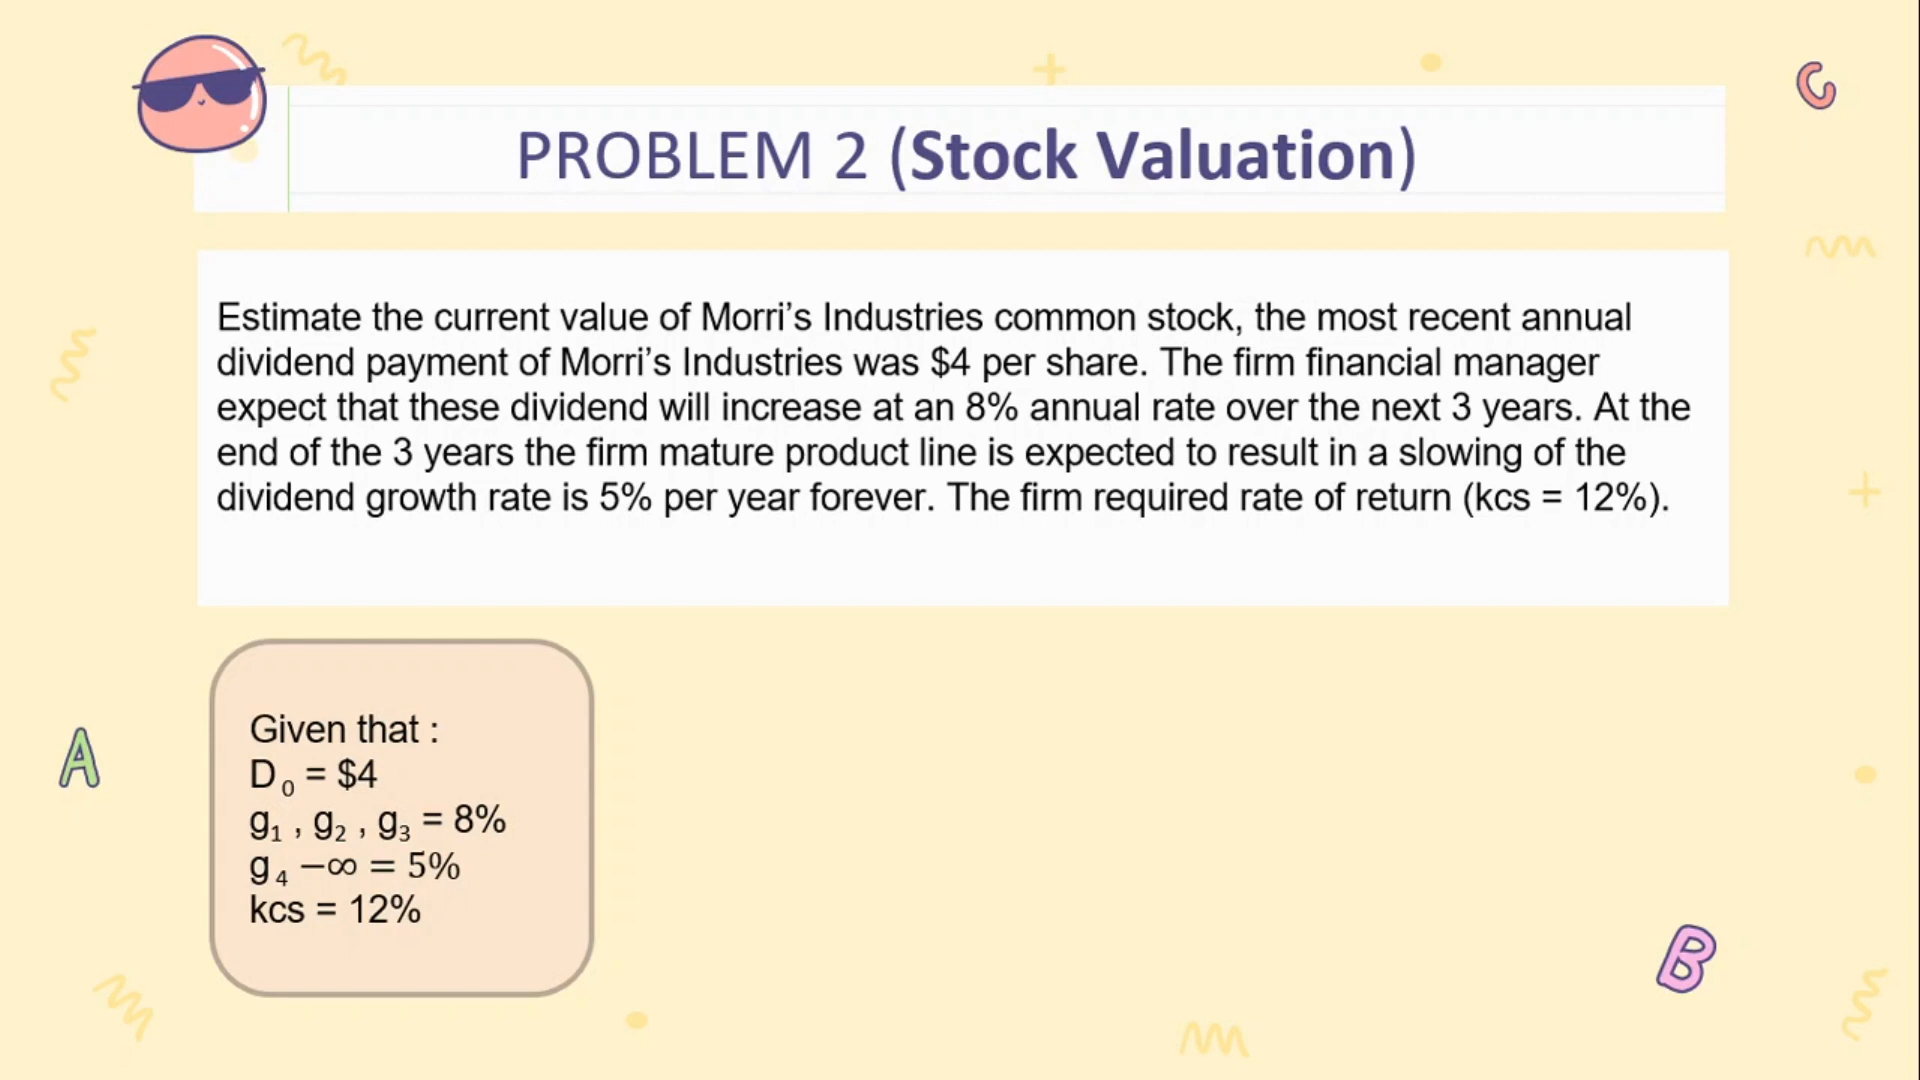 PROBLEM 2 (Stock Valuation)
Estimate the current value of Morri’s Industries common stock, the most recent annual
dividend payment of Morri’s Industries was $4 per share. The firm financial manager
expect that these dividend will increase at an 8% annual rate over the next 3 years. At the
end of the 3 years the firm mature product line is expected to result in a slowing of the
dividend growth rate is 5% per year forever. The firm required rate of return (kcs = 12%).
Given that :
D₀ = $4
g₁ , g₂ , g₃ = 8%
g₄ −∞ = 5%
kcs = 12%
A
B
C